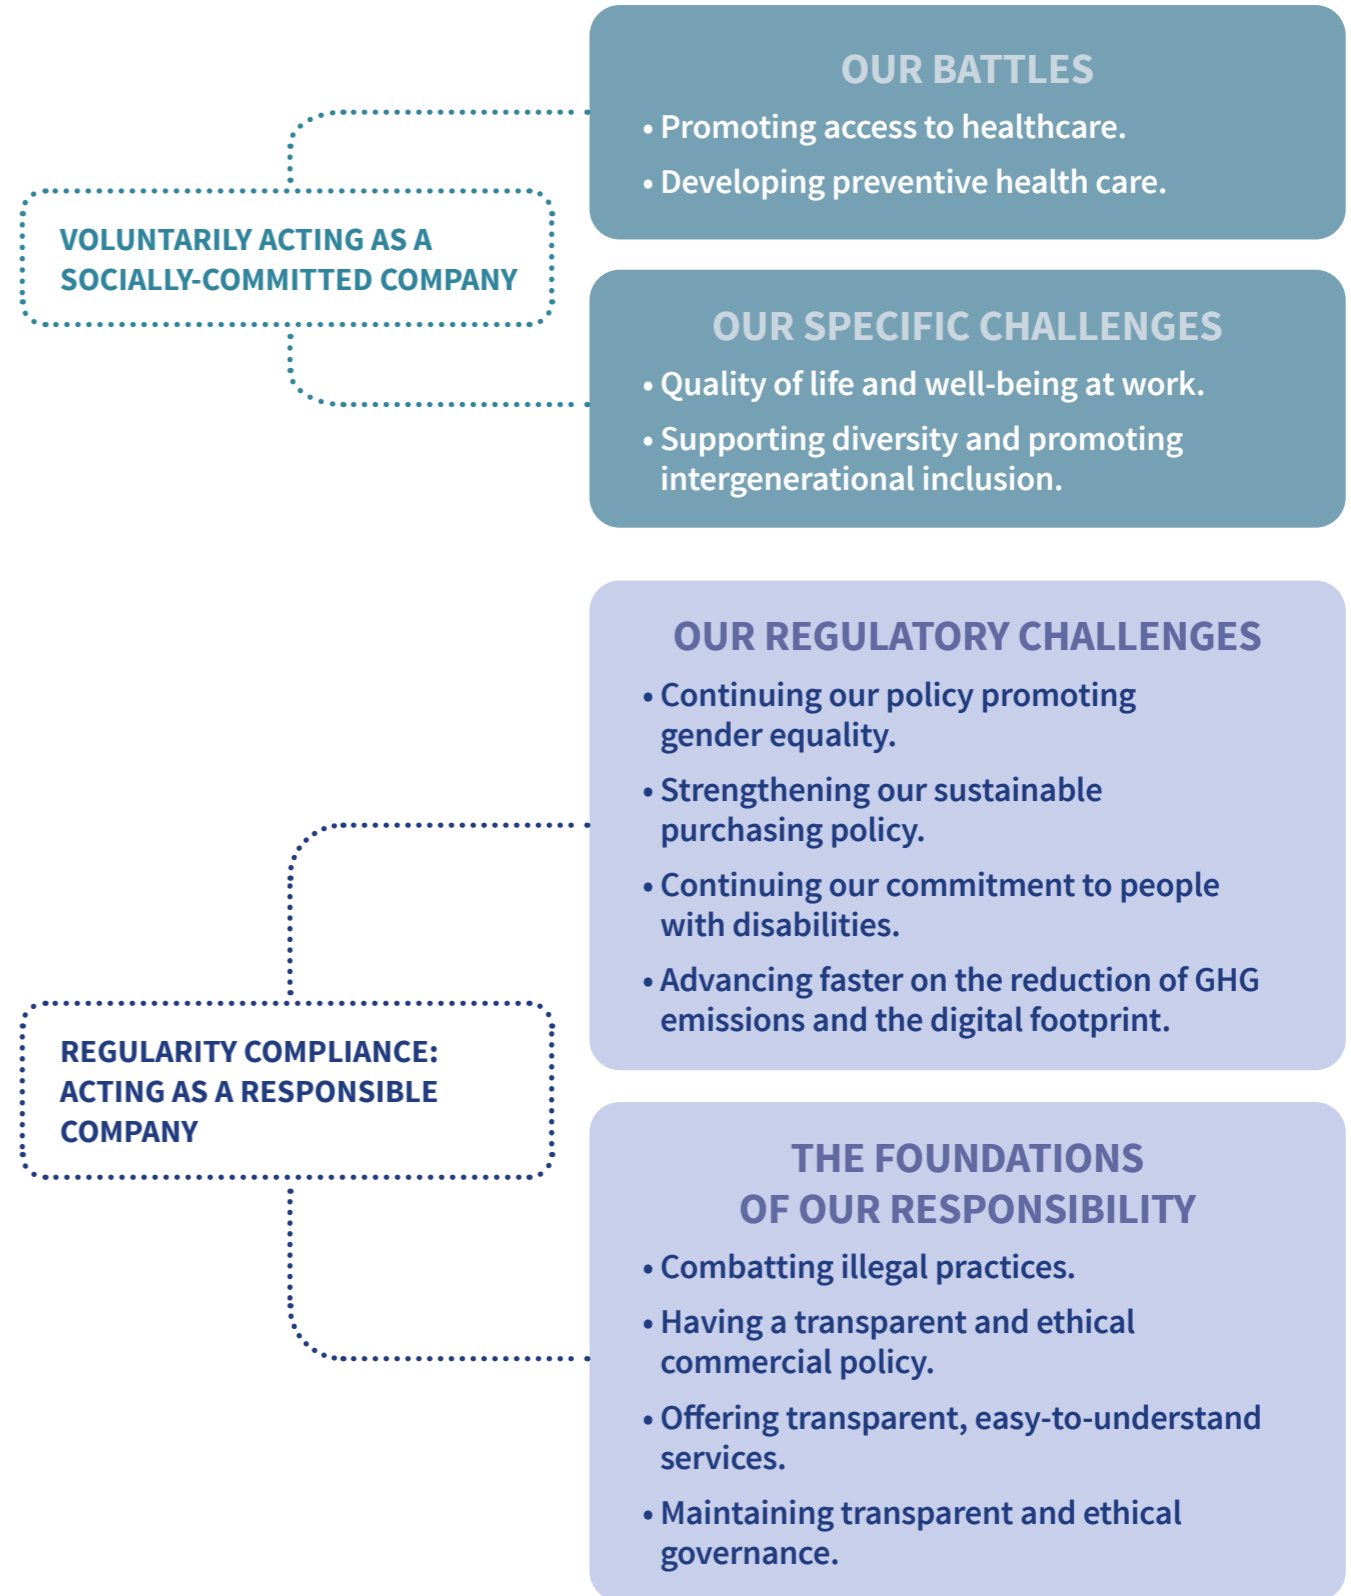 OUR BATTLES
• Promoting access to healthcare.
• Developing preventive health care.
VOLUNTARILY ACTING AS A
SOCIALLY-COMMITTED COMPANY
OUR SPECIFIC CHALLENGES
• Quality of life and well-being at work.
• Supporting diversity and promoting
intergenerational inclusion.
OUR REGULATORY CHALLENGES
• Continuing our policy promoting
gender equality.
• Strengthening our sustainable
purchasing policy.
• Continuing our commitment to people
with disabilities.
• Advancing faster on the reduction of GHG
emissions and the digital footprint.
REGULARITY COMPLIANCE:
ACTING AS A RESPONSIBLE
COMPANY
THE FOUNDATIONS
OF OUR RESPONSIBILITY
• Combatting illegal practices.
• Having a transparent and ethical
commercial policy.
• Offering transparent, easy-to-understand
services.
• Maintaining transparent and ethical
governance.